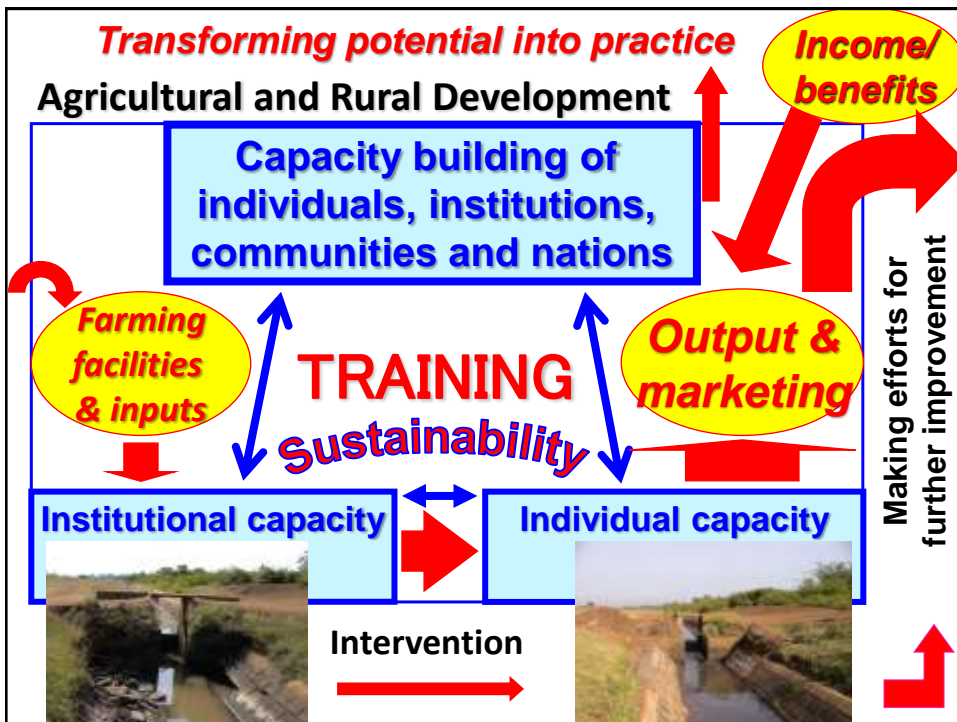 Transforming potential into practice
Income/
benefits
Agricultural and Rural Development
Capacity building of
individuals, institutions,
communities and nations
Farming
facilities
& inputs
TRAINING
Sustainability
Output &
marketing
Making efforts for
further improvement
Institutional capacity
Individual capacity
Intervention